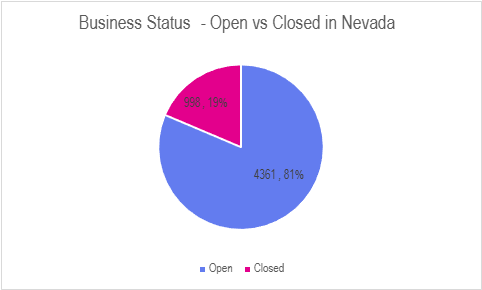 Business Status - Open vs Closed in Nevada
998 , 19%
4361 , 81%
Open Closed